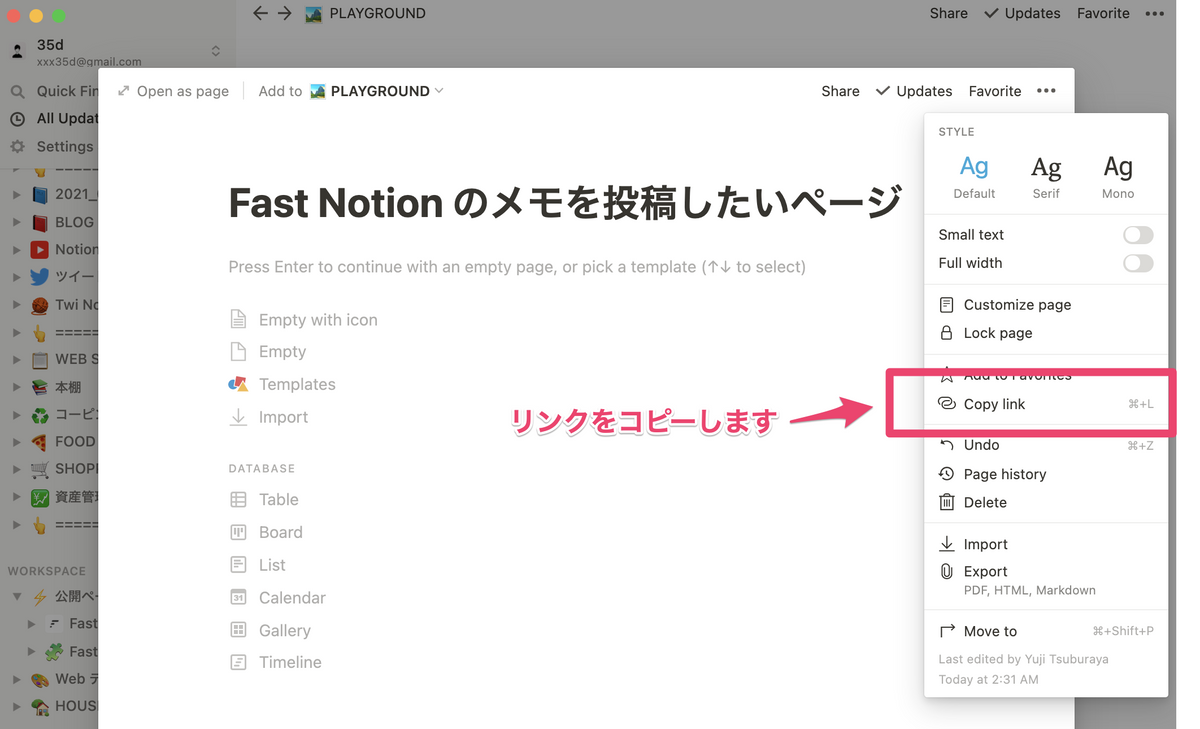 PLAYGROUND
Share
Updates
Favorite
35d
xxx35d@gmail.com
Quick Fin
All Updat
Settings
======
2021_
BLOG
Notion
ツイー
Twi No
======
WEB S
本棚
コーピン
FOOD
SHOPP
資産管理
======
WORKSPACE
公開ペー
Fast
Fast
Web デ
HOUS
Open as page
Add to
PLAYGROUND
Share
Updates
Favorite
Fast Notion のメモを投稿したいページ
Press Enter to continue with an empty page, or pick a template (↑↓ to select)
Empty with icon
Empty
Templates
Import
DATABASE
Table
Board
List
31
Calendar
Gallery
Timeline
リンクをコピーします
STYLE
Ag Ag Ag
Default Serif Mono
Small text
Full width
Customize page
Lock page
Add to Favorites
Copy link ⌘+L
Undo ⌘+Z
Page history
Delete
Import
Export
PDF, HTML, Markdown
Move to ⌘+Shift+P
Last edited by Yuji Tsuburaya
Today at 2:31 AM